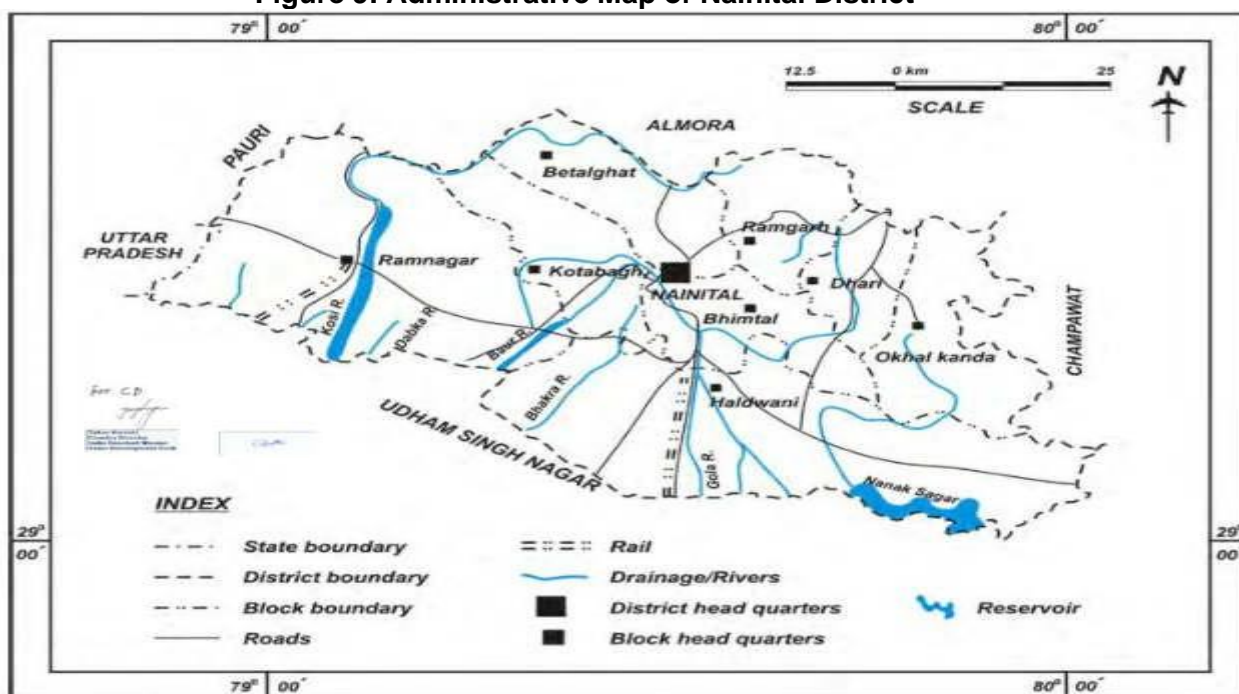 Figure 9: Administrative Map of Nainital District
79° 00´
80° 00´
12.5 0 km 25
SCALE
N
ALMORA
PAURI
Betalghat
UTTAR
PRADESH
Ramgarh
Ramnagar
Kotabagh
NAINITAL
Dhari
Bhimtal
Kosi R.
Dabka R.
Baur R.
Okhal kanda
CHAMPAWAT
Bhakra R.
Haldwani
For CD
UDHAM SINGH NAGAR
Gola R.
Nanak Sagar
INDEX
29°
00´
29°
00´
State boundary
Rail
District boundary
Drainage/Rivers
Block boundary
District head quarters
Reservoir
Roads
Block head quarters
79° 00´
80° 00´